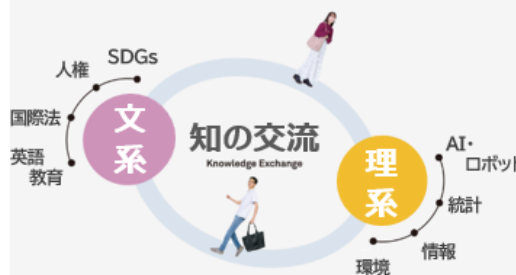 SDGs
人権
国際法
英語
教育
文
系
知の交流
Knowledge Exchange
理
系
AI・
ロボット
統計
情報
環境